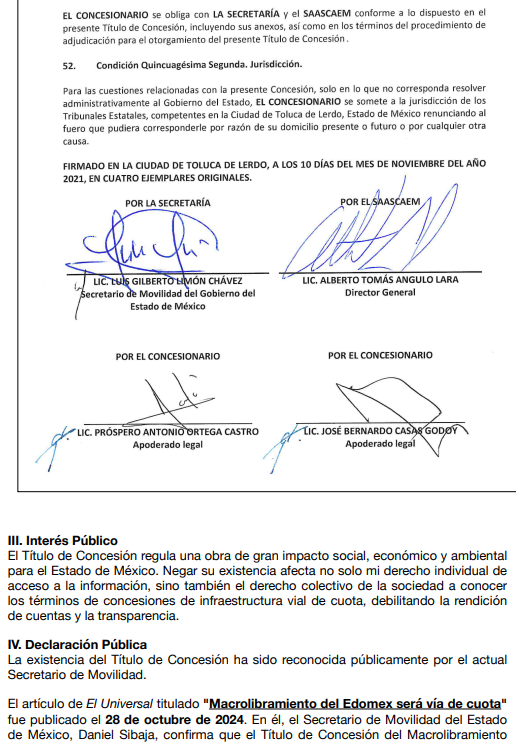 EL CONCESIONARIO se obliga con LA SECRETARÍA y el SAASCAEM conforme a lo dispuesto en el
presente Título de Concesión, incluyendo sus anexos, así como en los términos del procedimiento de
adjudicación para el otorgamiento del presente Título de Concesión.
52. Condición Quincuagésima Segunda. Jurisdicción.
Para las cuestiones relacionadas con la presente Concesión, solo en lo que no corresponda resolver
administrativamente al Gobierno del Estado, EL CONCESIONARIO se somete a la jurisdicción de los
Tribunales Estatales, competentes en la Ciudad de Toluca de Lerdo, Estado de México renunciando al
fuero que pudiera corresponderle por razón de su domicilio presente o futuro o por cualquier otra
causa.
FIRMADO EN LA CIUDAD DE TOLUCA DE LERDO, A LOS 10 DÍAS DEL MES DE NOVIEMBRE DEL AÑO
2021, EN CUATRO EJEMPLARES ORIGINALES.
POR LA SECRETARÍA
LIC. LUIS GILBERTO LIMÓN CHÁVEZ
Secretario de Movilidad del Gobierno del
Estado de México
POR EL SAASCAEM
LIC. ALBERTO TOMÁS ANGULO LARA
Director General
POR EL CONCESIONARIO
LIC. PRÓSPERO ANTONIO ORTEGA CASTRO
Apoderado legal
POR EL CONCESIONARIO
LIC. JOSÉ BERNARDO CASAS GODOY
Apoderado legal
III. Interés Público
El Título de Concesión regula una obra de gran impacto social, económico y ambiental
para el Estado de México. Negar su existencia afecta no solo mi derecho individual de
acceso a la información, sino también el derecho colectivo de la sociedad a conocer
los términos de concesiones de infraestructura vial de cuota, debilitando la rendición
de cuentas y la transparencia.
IV. Declaración Pública
La existencia del Título de Concesión ha sido reconocida públicamente por el actual
Secretario de Movilidad.
El artículo de El Universal titulado "Macrolibramiento del Edomex será vía de cuota"
fue publicado el 28 de octubre de 2024. En él, el Secretario de Movilidad del Estado
de México, Daniel Sibaja, confirma que el Título de Concesión del Macrolibramiento